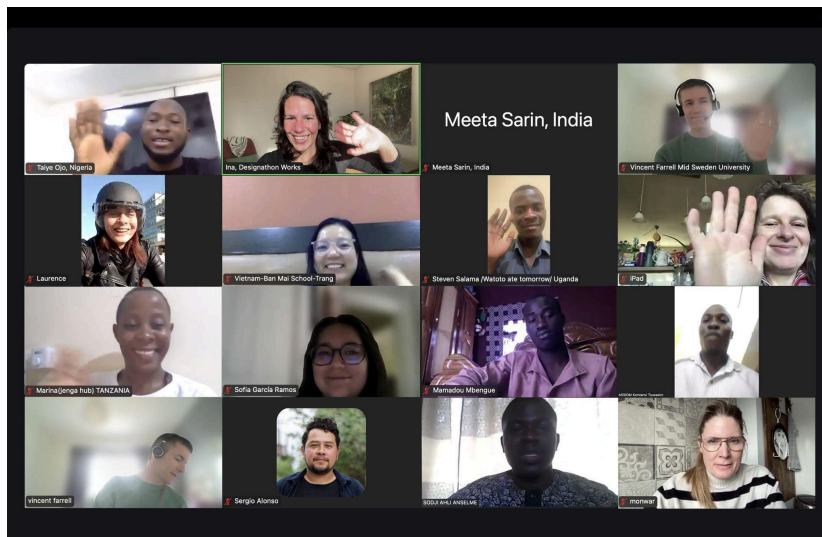 Meeta Sarin, India
Taiye Ojo, Nigeria
Ina, Designathon Works
Meeta Sarin, India
Vincent Farrell Mid Sweden University
Laurence
Vietnam-Ban Mai School-Trang
Steven Salama /Watoto ate tomorrow/ Uganda
iPad
Marina(jenga hub) TANZANIA
Sofía García Ramos
Mamadou Mbengue
vincent farrell
Sergio Alonso
SODJI AHLI ANSELME
monwar